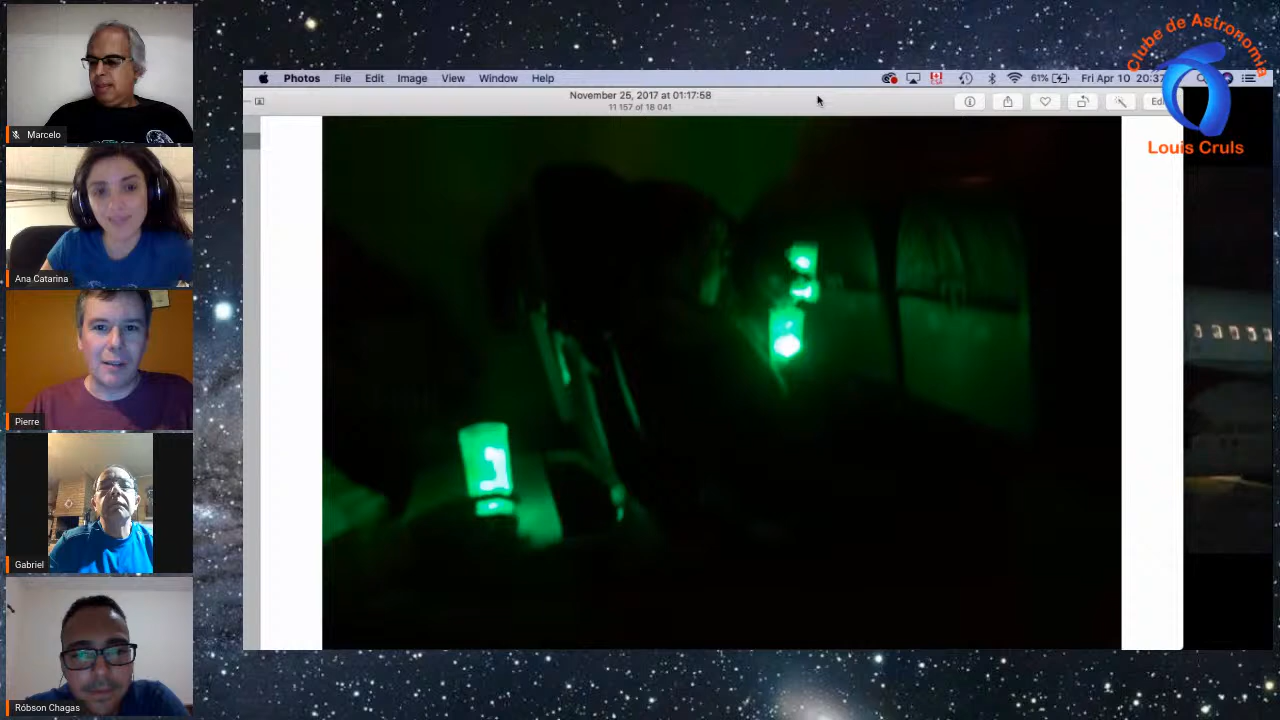 Marcelo
Ana Catarina
Pierre
Gabriel
Róbson Chagas
Photos File Edit Image View Window Help
61%
Fri Apr 10 20:37
November 25, 2017 at 01:17:58
11 157 of 18 041
Clube de Astronomia
Louis Cruls